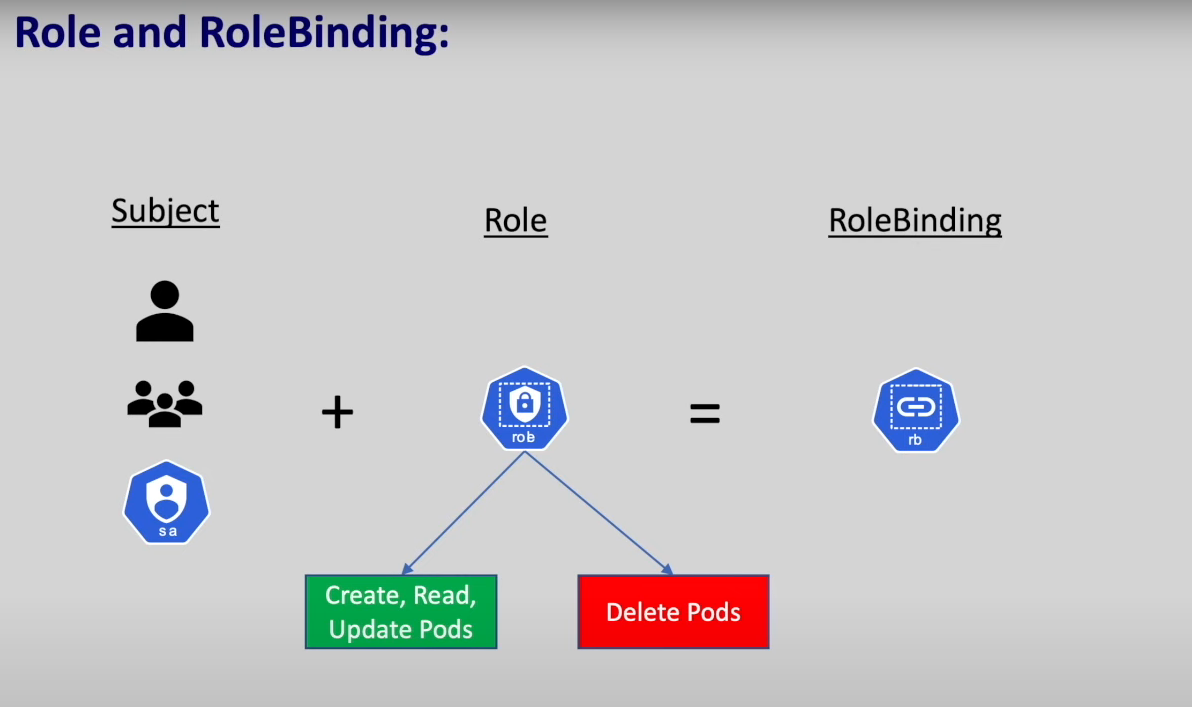 Role and RoleBinding:
Subject
Role
RoleBinding
+
=
role
rb
sa
Create, Read,
Update Pods
Delete Pods